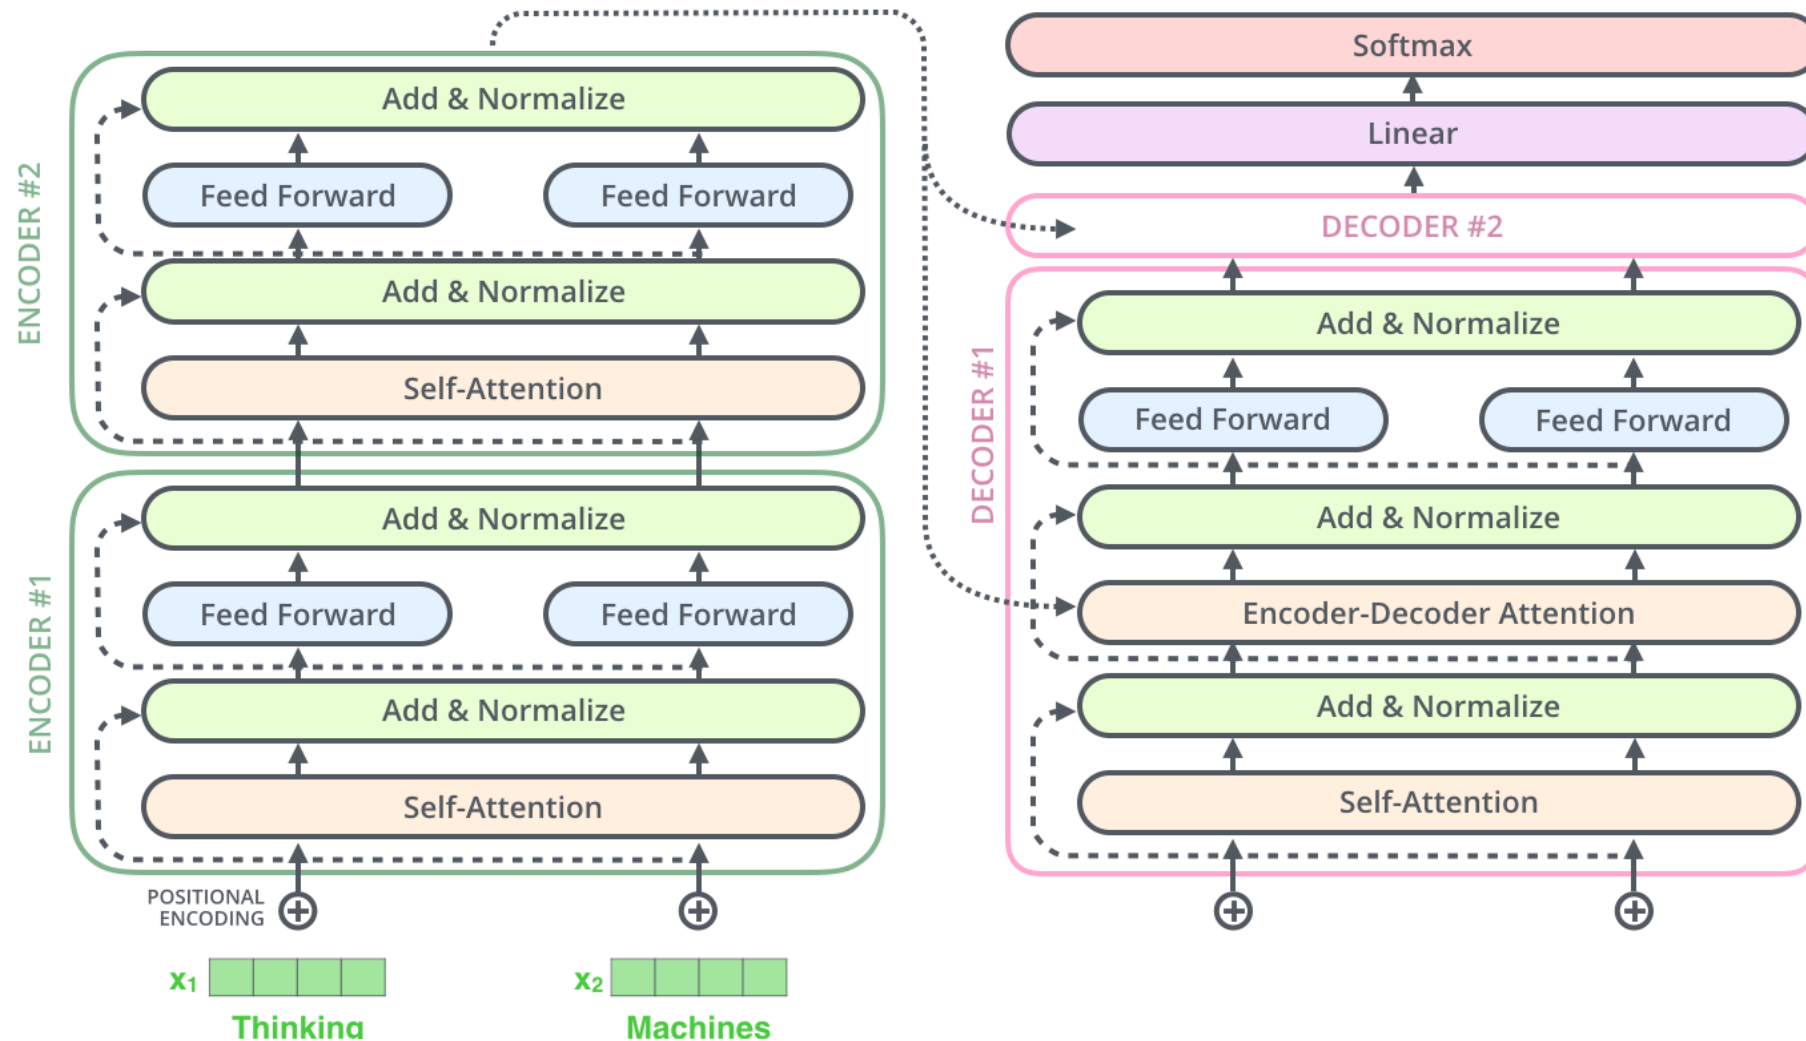 ENCODER #2
Add & Normalize
Feed Forward
Feed Forward
Add & Normalize
Self-Attention
ENCODER #1
Add & Normalize
Feed Forward
Feed Forward
Add & Normalize
Self-Attention
POSITIONAL
ENCODING
x₁
x₂
Thinking
Machines
Softmax
Linear
DECODER #2
DECODER #1
Add & Normalize
Feed Forward
Feed Forward
Add & Normalize
Encoder-Decoder Attention
Add & Normalize
Self-Attention